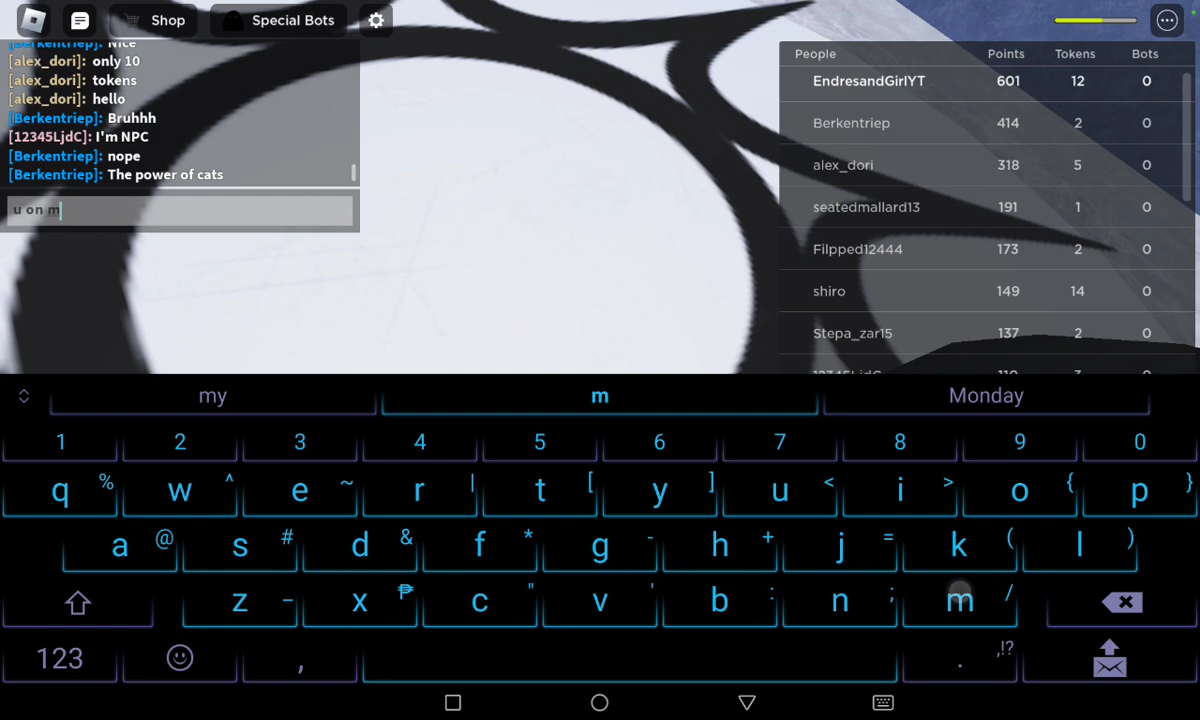 Shop
Special Bots
[Berkentriep]: Nice
[alex_dori]: only 10
[alex_dori]: tokens
[alex_dori]: hello
[Berkentriep]: Bruhhh
[12345LjdC]: I'm NPC
[Berkentriep]: nope
[Berkentriep]: The power of cats
u on m
People Points Tokens Bots
EndresandGirlYT 601 12 0
Berkentriep 414 2 0
alex_dori 318 5 0
seatedmallard13 191 1 0
Filpped12444 173 2 0
shiro 149 14 0
Stepa_zar15 137 2 0
my m Monday
1 2 3 4 5 6 7 8 9 0
q % w ^ e ~ r | t [ y ] u < i > o { p }
a @ s # d & f * g - h + j = k ( l )
z _ x ₱ c " v ' b : n ; m /
123 , . ,!?